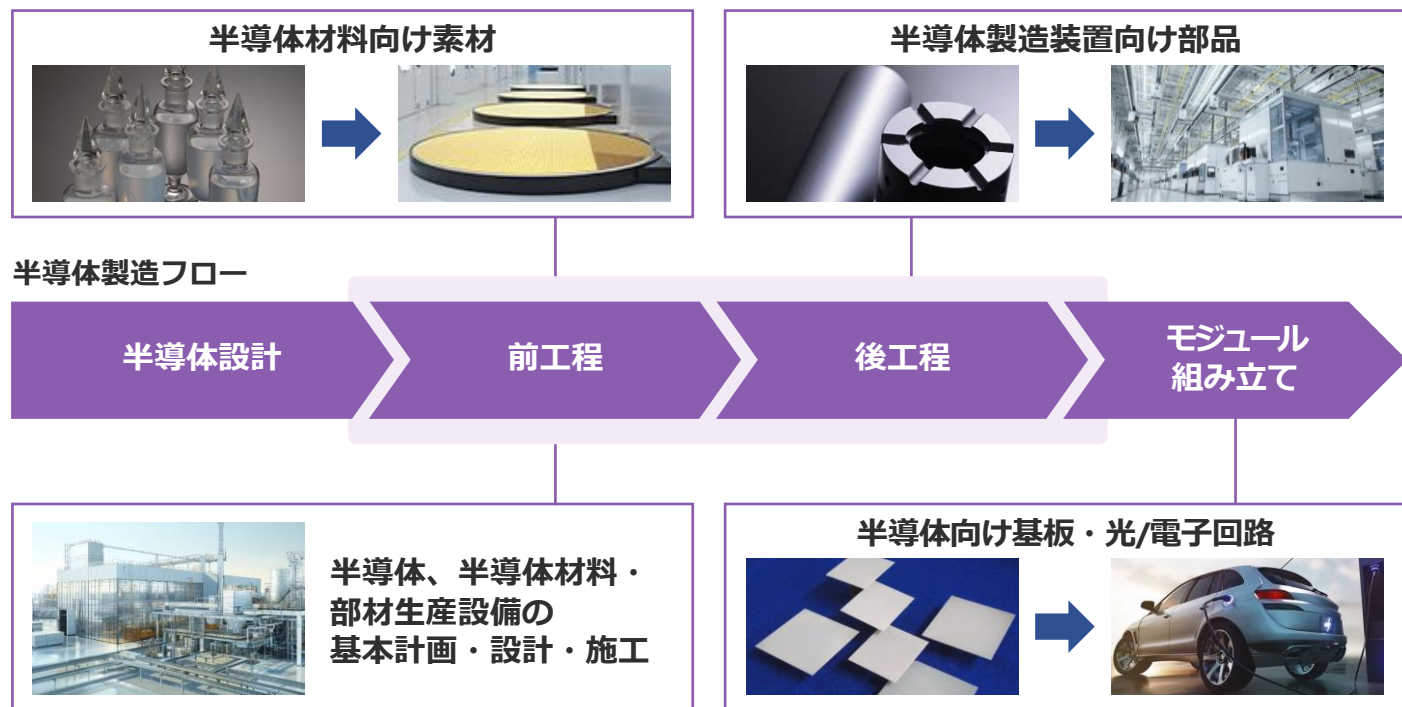 半導体材料向け素材
半導体製造装置向け部品
半導体製造フロー
半導体設計
前工程
後工程
モジュール
組み立て
半導体、半導体材料・
部材生産設備の
基本計画・設計・施工
半導体向け基板・光/電子回路